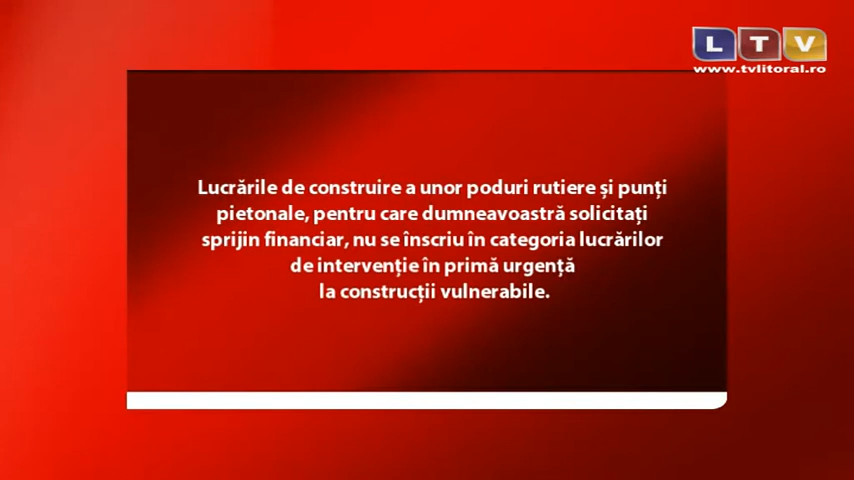 LTV
www.tvlitoral.ro
Lucrările de construire a unor poduri rutiere și punți
pietonale, pentru care dumneavoastră solicitați
sprijin financiar, nu se înscriu în categoria lucrărilor
de intervenție în primă urgență
la construcții vulnerabile.